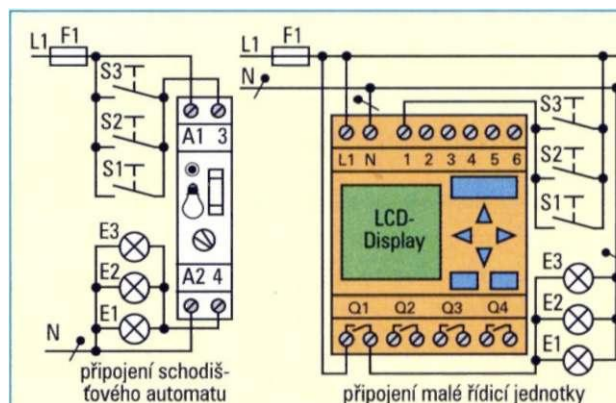 L1 F1
S3
S2
S1
A1 3
E3
E2
E1
A2 4
N
připojení schodiš-
ťového automatu
L1 F1
N
L1 N 1 2 3 4 5 6
LCD-
Display
Q1 Q2 Q3 Q4
S3
S2
S1
E3
E2
E1
připojení malé řídicí jednotky